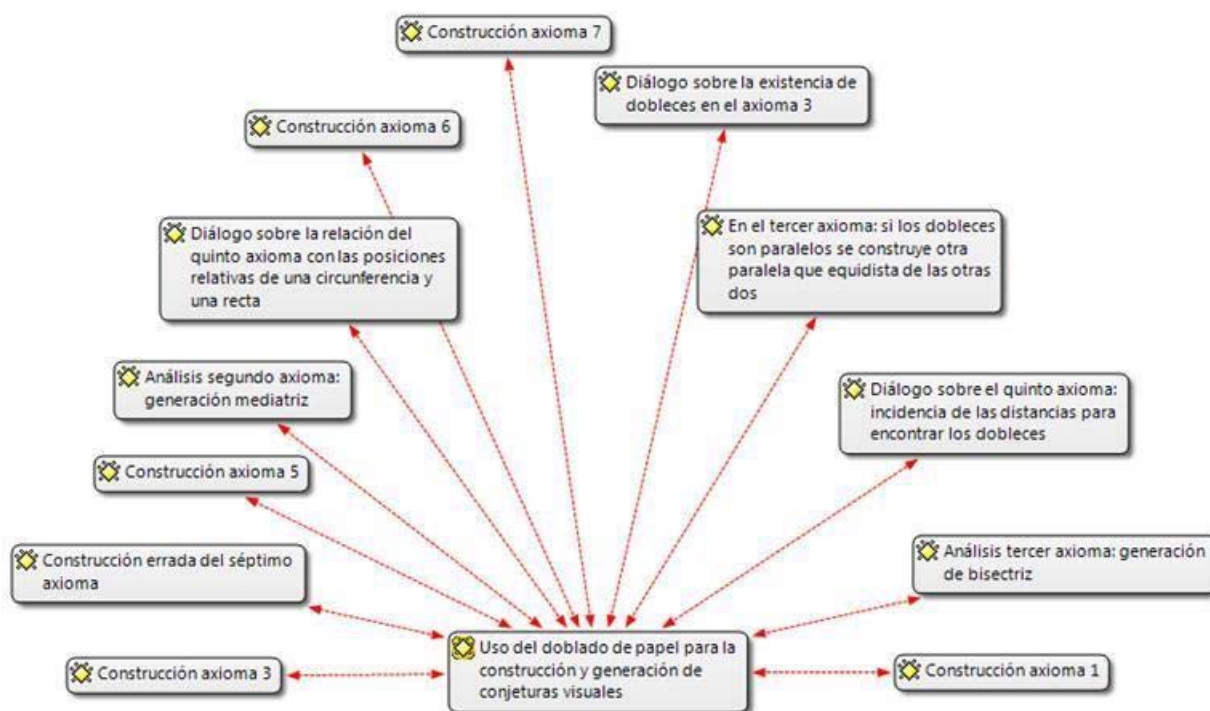 Construcción axioma 7
Diálogo sobre la existencia de
dobleces en el axioma 3
Construcción axioma 6
Diálogo sobre la relación del
quinto axioma con las posiciones
relativas de una circunferencia y
una recta
En el tercer axioma: si los dobleces
son paralelos se construye otra
paralela que equidista de las otras
dos
Análisis segundo axioma:
generación mediatriz
Diálogo sobre el quinto axioma:
incidencia de las distancias para
encontrar los dobleces
Construcción axioma 5
Construcción errada del séptimo
axioma
Análisis tercer axioma: generación
de bisectriz
Uso del doblado de papel para la
construcción y generación de
conjeturas visuales
Construcción axioma 3
Construcción axioma 1